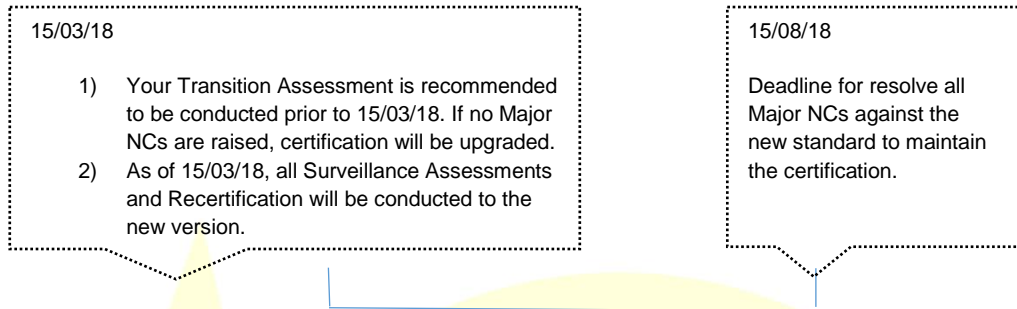 15/03/18
1) Your Transition Assessment is recommended
to be conducted prior to 15/03/18. If no Major
NCs are raised, certification will be upgraded.
2) As of 15/03/18, all Surveillance Assessments
and Recertification will be conducted to the
new version.
15/08/18
Deadline for resolve all
Major NCs against the
new standard to maintain
the certification.